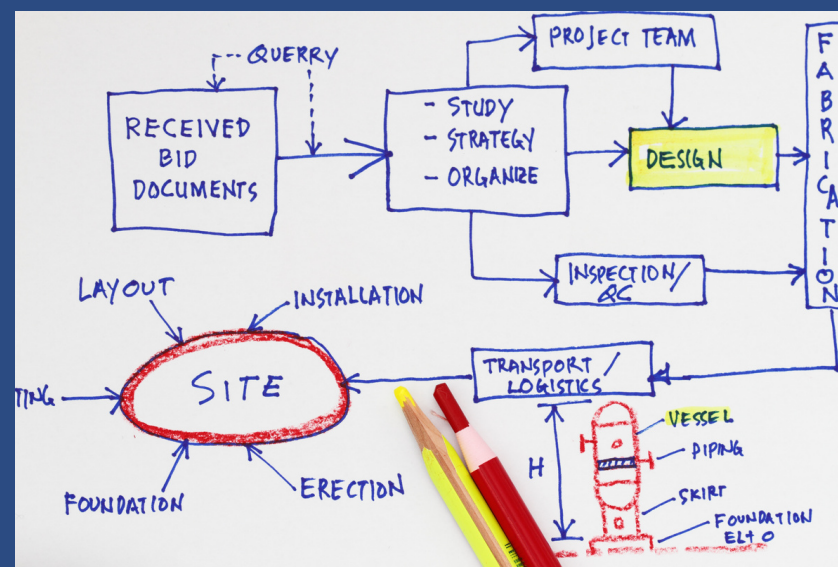 QUERRY
RECEIVED
BID
DOCUMENTS
- STUDY
- STRATEGY
- ORGANIZE
PROJECT TEAM
DESIGN
FABRICATION
INSPECTION/
QC
TRANSPORT /
LOGISTICS
LAYOUT
INSTALLATION
SITE
TING
FOUNDATION
ERECTION
H
VESSEL
PIPING
SKIRT
FOUNDATION
EL+ 0